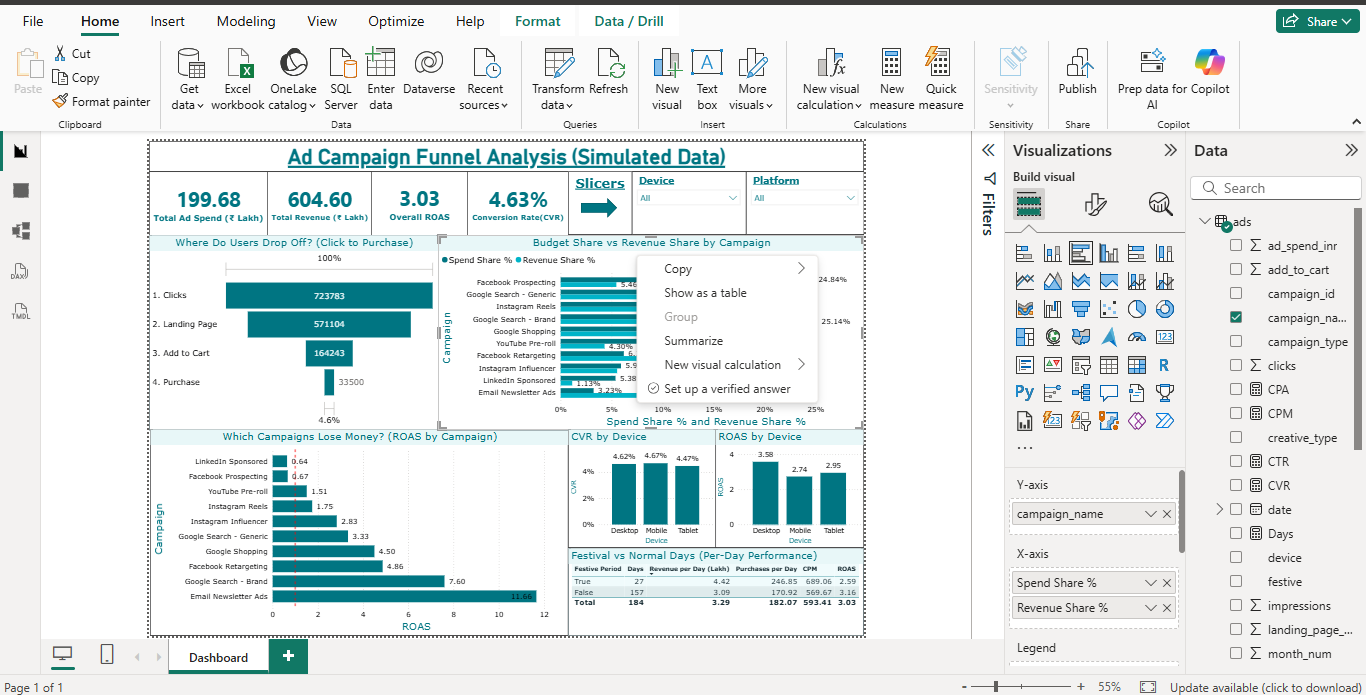 File Home Insert Modeling View Optimize Help Format Data / Drill Share
Paste
Cut
Copy
Format painter
Clipboard
Get data
Excel workbook
OneLake catalog
SQL Server
Enter data
Dataverse
Recent sources
Data
Transform data
Refresh
Queries
New visual
Text box
More visuals
Insert
New visual calculation
New measure
Quick measure
Calculations
Sensitivity
Sensitivity
Publish
Share
Prep data for AI
Copilot
Copilot
Ad Campaign Funnel Analysis (Simulated Data)
199.68
Total Ad Spend (₹ Lakh)
604.60
Total Revenue (₹ Lakh)
3.03
Overall ROAS
4.63%
Conversion Rate(CVR)
Slicers
Device
All
Platform
All
Where Do Users Drop Off? (Click to Purchase)
100%
1. Clicks 723783
2. Landing Page 571104
3. Add to Cart 164243
4. Purchase 33500
4.6%
Budget Share vs Revenue Share by Campaign
Spend Share % Revenue Share %
Campaign
Facebook Prospecting
Google Search - Generic
Instagram Reels
Google Search - Brand
Google Shopping
YouTube Pre-roll 4.30%
Facebook Retargeting
Instagram Influencer
LinkedIn Sponsored 5.38 1.13%
Email Newsletter Ads 3.23%
24.84%
25.14%
0% 5% 10% 15% 20% 25%
Spend Share % and Revenue Share %
Copy
Show as a table
Group
Summarize
New visual calculation
Set up a verified answer
Which Campaigns Lose Money? (ROAS by Campaign)
Campaign
LinkedIn Sponsored 0.64
Facebook Prospecting 0.67
YouTube Pre-roll 1.51
Instagram Reels 1.75
Instagram Influencer 2.83
Google Search - Generic 3.33
Google Shopping 4.50
Facebook Retargeting 4.86
Google Search - Brand 7.60
Email Newsletter Ads 11.66
0 2 4 6 8 10 12
ROAS
CVR by Device
CVR
4.62% 4.67% 4.47%
4%
2%
0%
Desktop Mobile Tablet
Device
ROAS by Device
ROAS
3.58 2.74 2.95
4
2
0
Desktop Mobile Tablet
Device
Festival vs Normal Days (Per-Day Performance)
Festive Period Days Revenue per Day (Lakh) Purchases per Day CPM ROAS
True 27 4.42 246.85 689.06 2.59
False 157 3.09 170.92 569.67 3.16
Total 184 3.29 182.07 593.41 3.03
Filters
Visualizations
Build visual
123
R
Py
...
Y-axis
campaign_name
X-axis
Spend Share %
Revenue Share %
Legend
Data
Search
ads
ad_spend_inr
add_to_cart
campaign_id
campaign_na...
campaign_type
clicks
CPA
CPM
creative_type
CTR
CVR
date
Days
device
festive
impressions
landing_page_...
month_num
DAX
TMDL
Dashboard
Page 1 of 1
- + 55%
Update available (click to download)